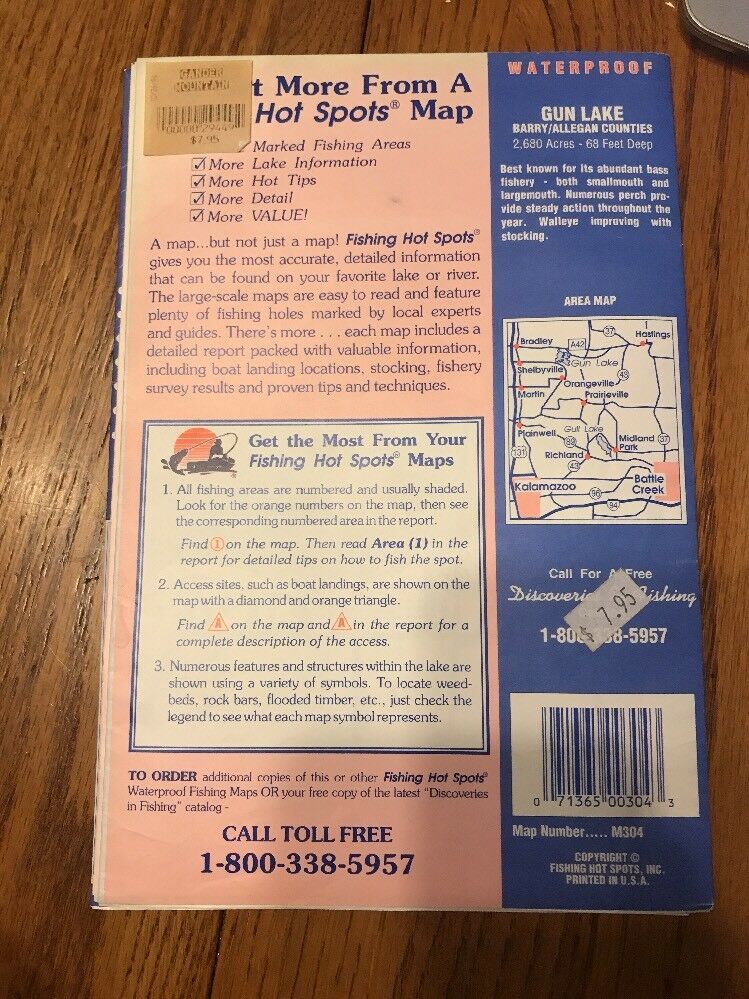 GANDER
MOUNTAIN
$7.95
t More From A
Hot Spots® Map
Marked Fishing Areas
More Lake Information
More Hot Tips
More Detail
More VALUE!
A map...but not just a map! Fishing Hot Spots®
gives you the most accurate, detailed information
that can be found on your favorite lake or river.
The large-scale maps are easy to read and feature
plenty of fishing holes marked by local experts
and guides. There's more . . . each map includes a
detailed report packed with valuable information,
including boat landing locations, stocking, fishery
survey results and proven tips and techniques.
Get the Most From Your
Fishing Hot Spots® Maps
1. All fishing areas are numbered and usually shaded.
Look for the orange numbers on the map, then see
the corresponding numbered area in the report.
Find 1 on the map. Then read Area (1) in the
report for detailed tips on how to fish the spot.
2. Access sites, such as boat landings, are shown on the
map with a diamond and orange triangle.
Find on the map and in the report for a
complete description of the access.
3. Numerous features and structures within the lake are
shown using a variety of symbols. To locate weed-
beds, rock bars, flooded timber, etc., just check the
legend to see what each map symbol represents.
TO ORDER additional copies of this or other Fishing Hot Spots®
Waterproof Fishing Maps OR your free copy of the latest "Discoveries
in Fishing" catalog -
CALL TOLL FREE
1-800-338-5957
WATERPROOF
GUN LAKE
BARRY/ALLEGAN COUNTIES
2,680 Acres - 68 Feet Deep
Best known for its abundant bass
fishery - both smallmouth and
largemouth. Numerous perch pro-
vide steady action throughout the
year. Walleye improving with
stocking.
AREA MAP
37
Hastings
Bradley
A42
Gun Lake
Shelbyville
43
Orangeville
Martin
Prairieville
Plainwell
89
Gull Lake
Midland
Park
37
131
Richland
43
Kalamazoo
Battle
Creek
96
94
Call For A Free
Discoveries Fishing
$ 7.95
1-80 8-5957
0 71365 00304 3
Map Number..... M304
COPYRIGHT ©
FISHING HOT SPOTS, INC.
PRINTED IN U.S.A.